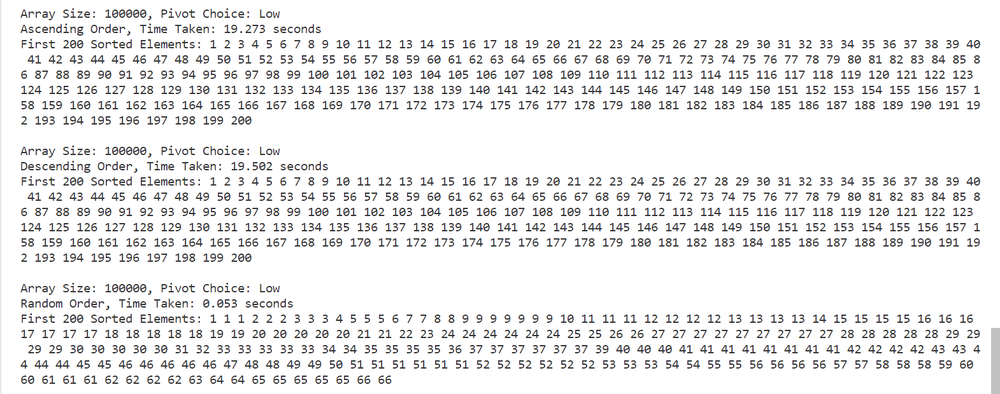 Array Size: 100000, Pivot Choice: Low
Ascending Order, Time Taken: 19.273 seconds
First 200 Sorted Elements: 1 2 3 4 5 6 7 8 9 10 11 12 13 14 15 16 17 18 19 20 21 22 23 24 25 26 27 28 29 30 31 32 33 34 35 36 37 38 39 40
41 42 43 44 45 46 47 48 49 50 51 52 53 54 55 56 57 58 59 60 61 62 63 64 65 66 67 68 69 70 71 72 73 74 75 76 77 78 79 80 81 82 83 84 85 8
6 87 88 89 90 91 92 93 94 95 96 97 98 99 100 101 102 103 104 105 106 107 108 109 110 111 112 113 114 115 116 117 118 119 120 121 122 123
124 125 126 127 128 129 130 131 132 133 134 135 136 137 138 139 140 141 142 143 144 145 146 147 148 149 150 151 152 153 154 155 156 157 1
58 159 160 161 162 163 164 165 166 167 168 169 170 171 172 173 174 175 176 177 178 179 180 181 182 183 184 185 186 187 188 189 190 191 19
2 193 194 195 196 197 198 199 200
Array Size: 100000, Pivot Choice: Low
Descending Order, Time Taken: 19.502 seconds
First 200 Sorted Elements: 1 2 3 4 5 6 7 8 9 10 11 12 13 14 15 16 17 18 19 20 21 22 23 24 25 26 27 28 29 30 31 32 33 34 35 36 37 38 39 40
41 42 43 44 45 46 47 48 49 50 51 52 53 54 55 56 57 58 59 60 61 62 63 64 65 66 67 68 69 70 71 72 73 74 75 76 77 78 79 80 81 82 83 84 85 8
6 87 88 89 90 91 92 93 94 95 96 97 98 99 100 101 102 103 104 105 106 107 108 109 110 111 112 113 114 115 116 117 118 119 120 121 122 123
124 125 126 127 128 129 130 131 132 133 134 135 136 137 138 139 140 141 142 143 144 145 146 147 148 149 150 151 152 153 154 155 156 157 1
58 159 160 161 162 163 164 165 166 167 168 169 170 171 172 173 174 175 176 177 178 179 180 181 182 183 184 185 186 187 188 189 190 191 19
2 193 194 195 196 197 198 199 200
Array Size: 100000, Pivot Choice: Low
Random Order, Time Taken: 0.053 seconds
First 200 Sorted Elements: 1 1 1 2 2 2 3 3 3 4 5 5 5 6 7 7 8 8 9 9 9 9 9 9 9 10 11 11 11 12 12 12 12 13 13 13 13 14 15 15 15 15 16 16 16
17 17 17 17 18 18 18 18 18 19 19 20 20 20 20 20 21 21 22 23 24 24 24 24 24 24 25 25 26 26 27 27 27 27 27 27 27 27 27 28 28 28 28 28 29 29
29 29 30 30 30 30 30 31 32 33 33 33 33 33 34 34 35 35 35 35 36 37 37 37 37 37 37 39 40 40 40 41 41 41 41 41 41 41 41 42 42 42 42 43 43 4
4 44 44 45 45 46 46 46 46 46 47 48 48 49 49 50 51 51 51 51 51 51 52 52 52 52 52 52 53 53 53 54 54 55 55 56 56 56 56 57 57 58 58 58 59 60
60 61 61 61 62 62 62 62 63 64 64 65 65 65 65 65 66 66